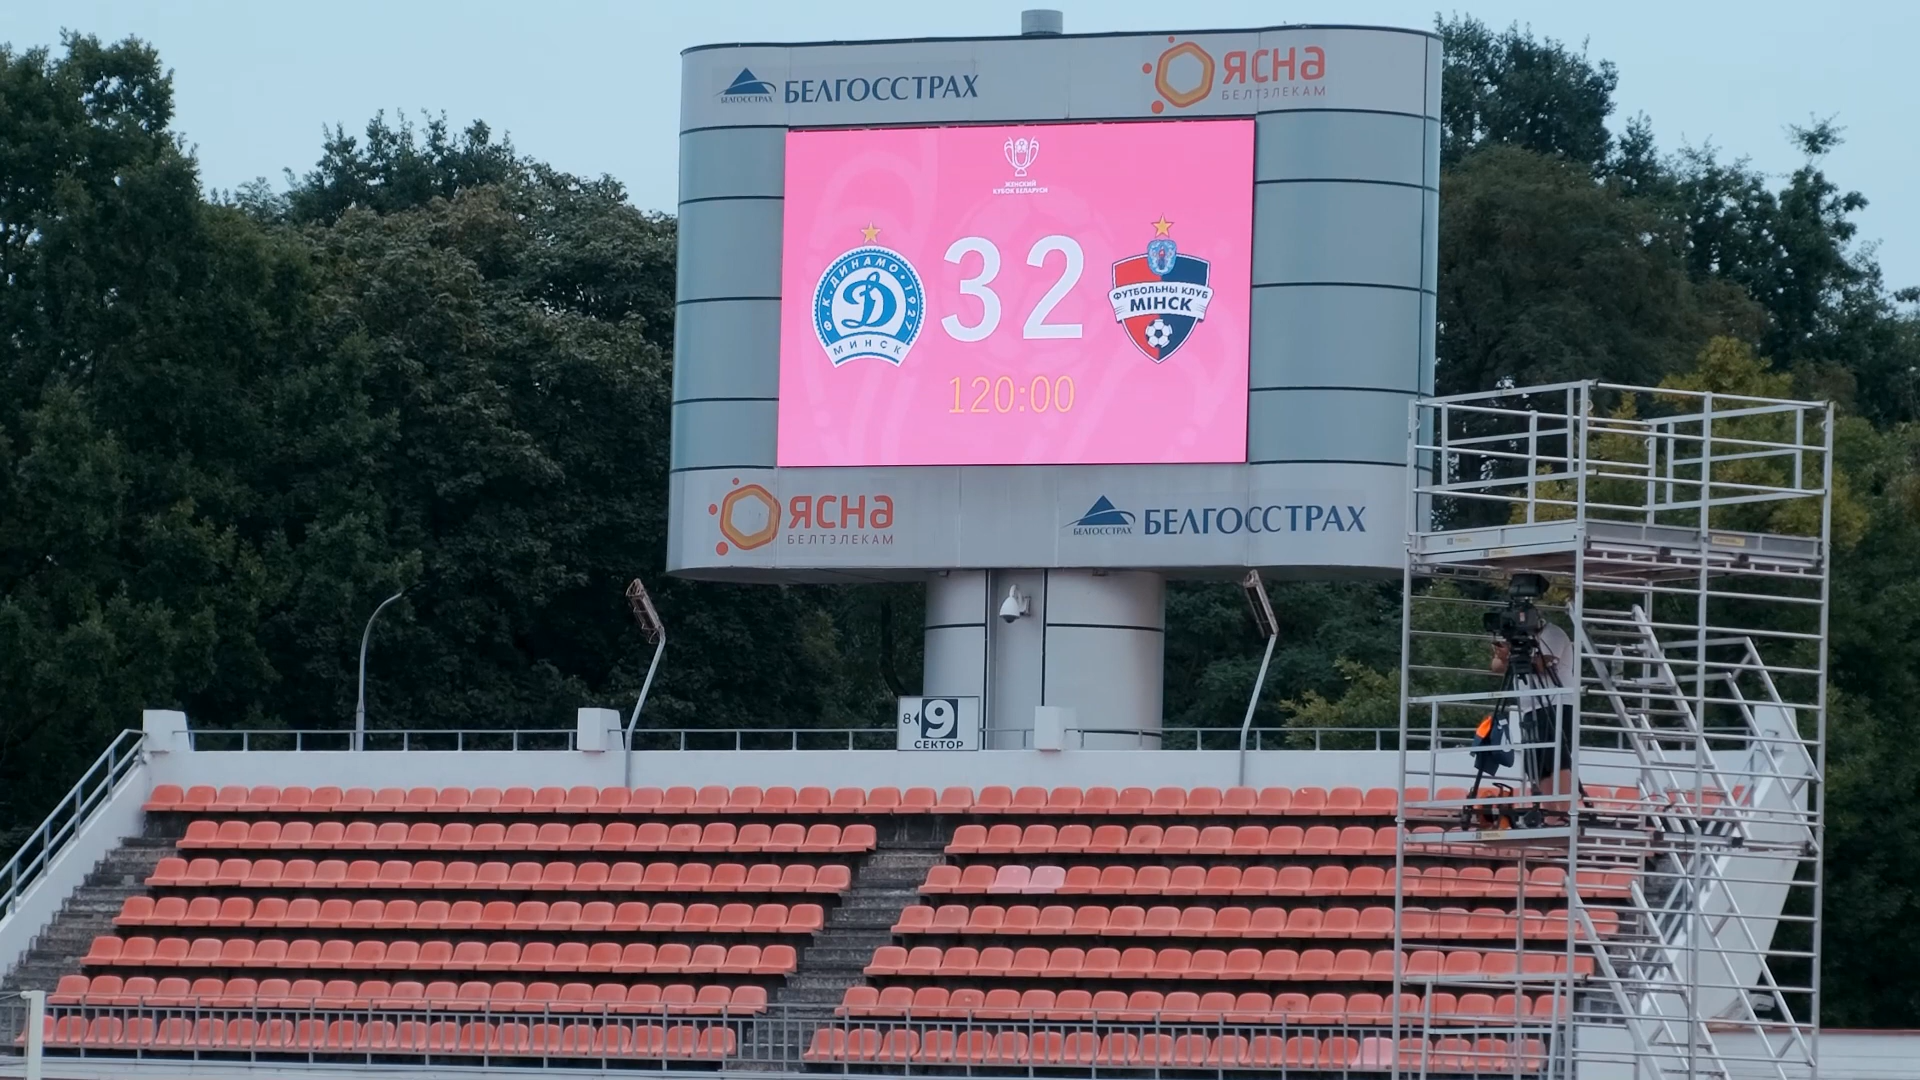 БЕЛГОССТРАХ
БЕЛГОССТРАХ
ЯСНА
БЕЛТЭЛЕКАМ
ЖЕНСКИЙ
КУБОК БЕЛАРУСИ
Ф.К. ДИНАМО 1927
МИНСК
3 2
ФУТБОЛЬНЫ КЛУБ
МІНСК
120:00
ЯСНА
БЕЛТЭЛЕКАМ
БЕЛГОССТРАХ
БЕЛГОССТРАХ
8 9
СЕКТОР